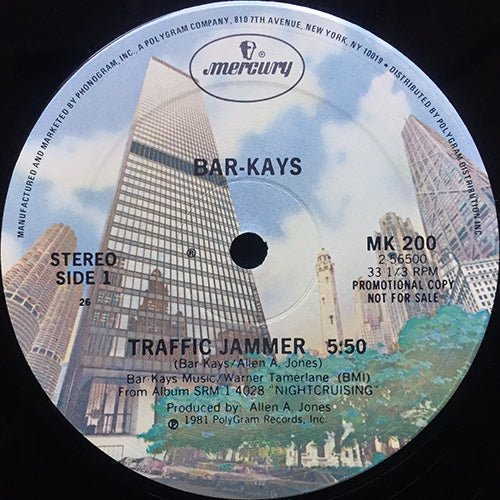 MANUFACTURED AND MARKETED BY PHONOGRAM, INC., A POLYGRAM COMPANY, 810 7TH AVENUE, NEW YORK, N.Y. 10019 • DISTRIBUTED BY POLYGRAM DISTRIBUTION, INC.
®
mercury
BAR-KAYS
®
STEREO
SIDE 1
26
MK 200
2 56500
33 1/3 RPM
PROMOTIONAL COPY
NOT FOR SALE
TRAFFIC JAMMER 5:50
(Bar-Kays/Allen A. Jones)
Bar-Kays Music/Warner Tamerlane (BMI)
From Album SRM-1-4028 "NIGHTCRUISING"
Produced by: Allen A. Jones
℗ 1981 PolyGram Records, Inc.